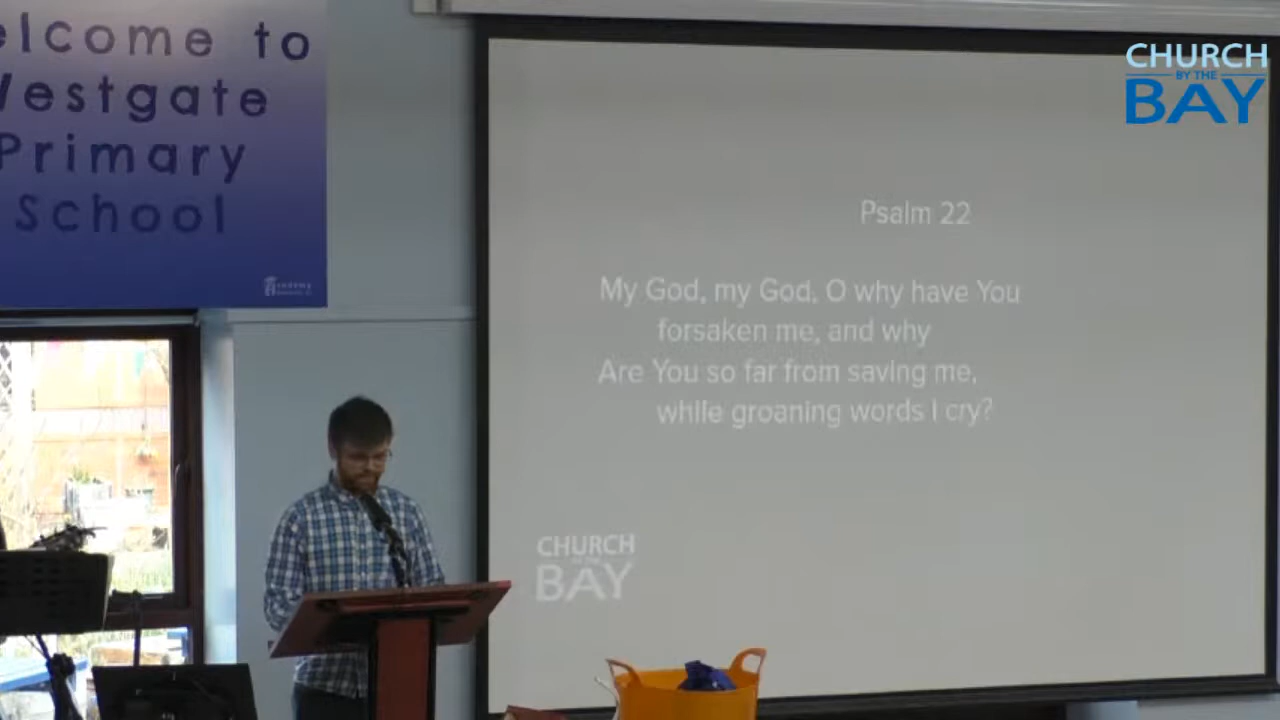 elcome to
Westgate
Primary
School
CHURCH
BY THE
BAY
Psalm 22
My God, my God, O why have You
forsaken me, and why
Are You so far from saving me,
while groaning words I cry?
CHURCH
BY THE
BAY